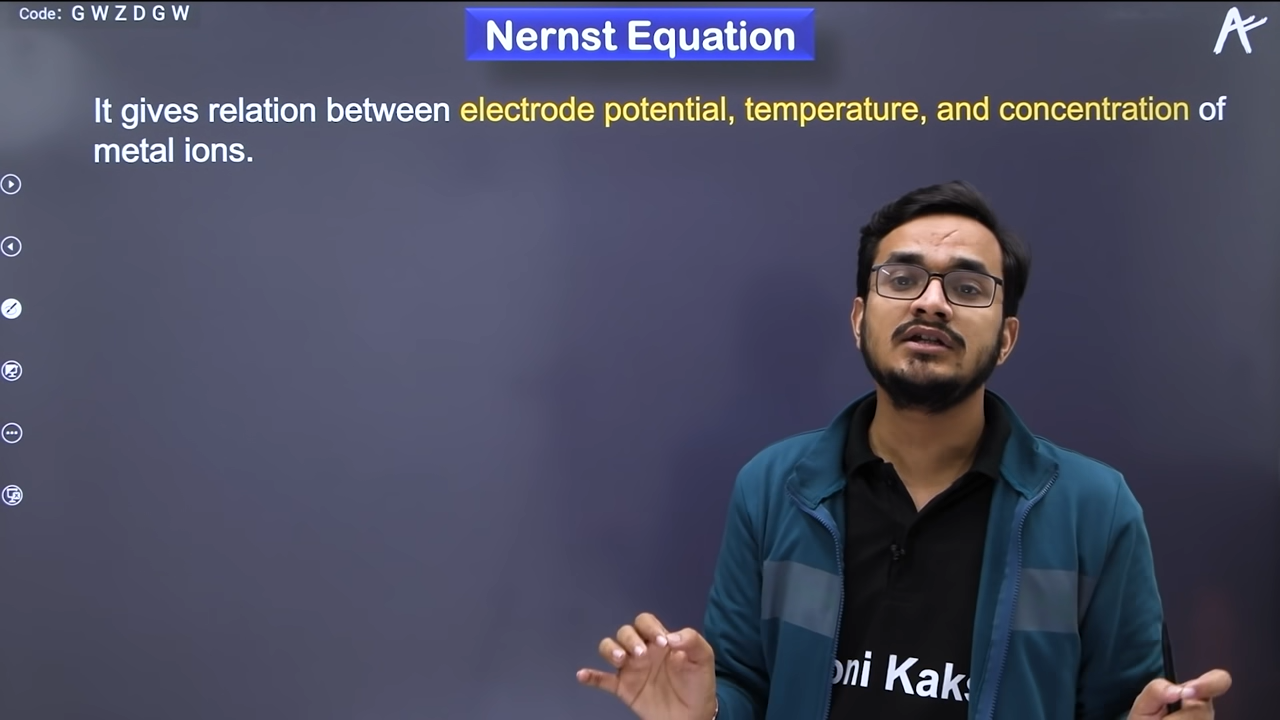 Code: G W Z D G W
Nernst Equation
It gives relation between electrode potential, temperature, and concentration of
metal ions.
oni Kaks